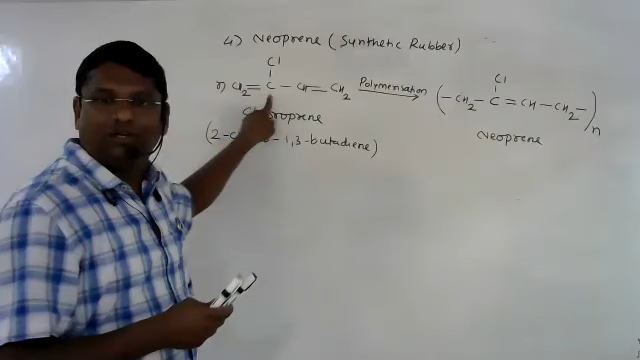 4) Neoprene (Synthetic Rubber)
Cl
n CH2 = C - CH = CH2 Polymerisation (- CH2 - C = CH - CH2 -)n
Cl
Chloroprene Neoprene
(2- - 1,3-butadiene)